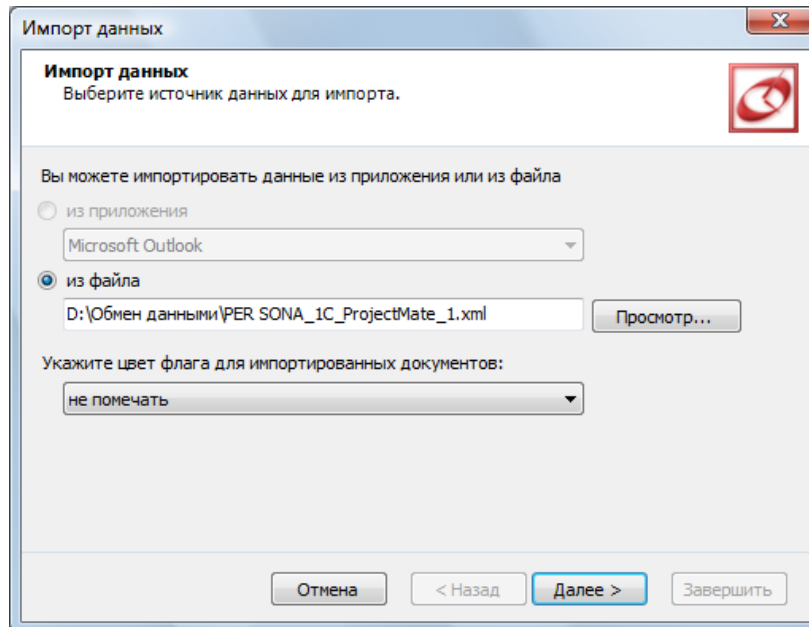 Импорт данных
Импорт данных
Выберите источник данных для импорта.
Вы можете импортировать данные из приложения или из файла
из приложения
Microsoft Outlook
из файла
D:\Обмен данными\PER SONA_1C_ProjectMate_1.xml
Просмотр...
Укажите цвет флага для импортированных документов:
не помечать
Отмена
< Назад
Далее >
Завершить